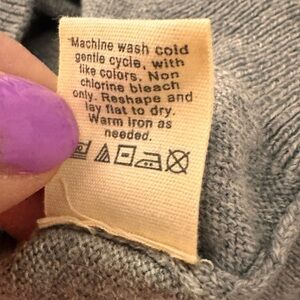 Machine wash cold
gentle cycle, with
like colors. Non
chlorine bleach
only. Reshape and
lay flat to dry.
Warm Iron as
needed.